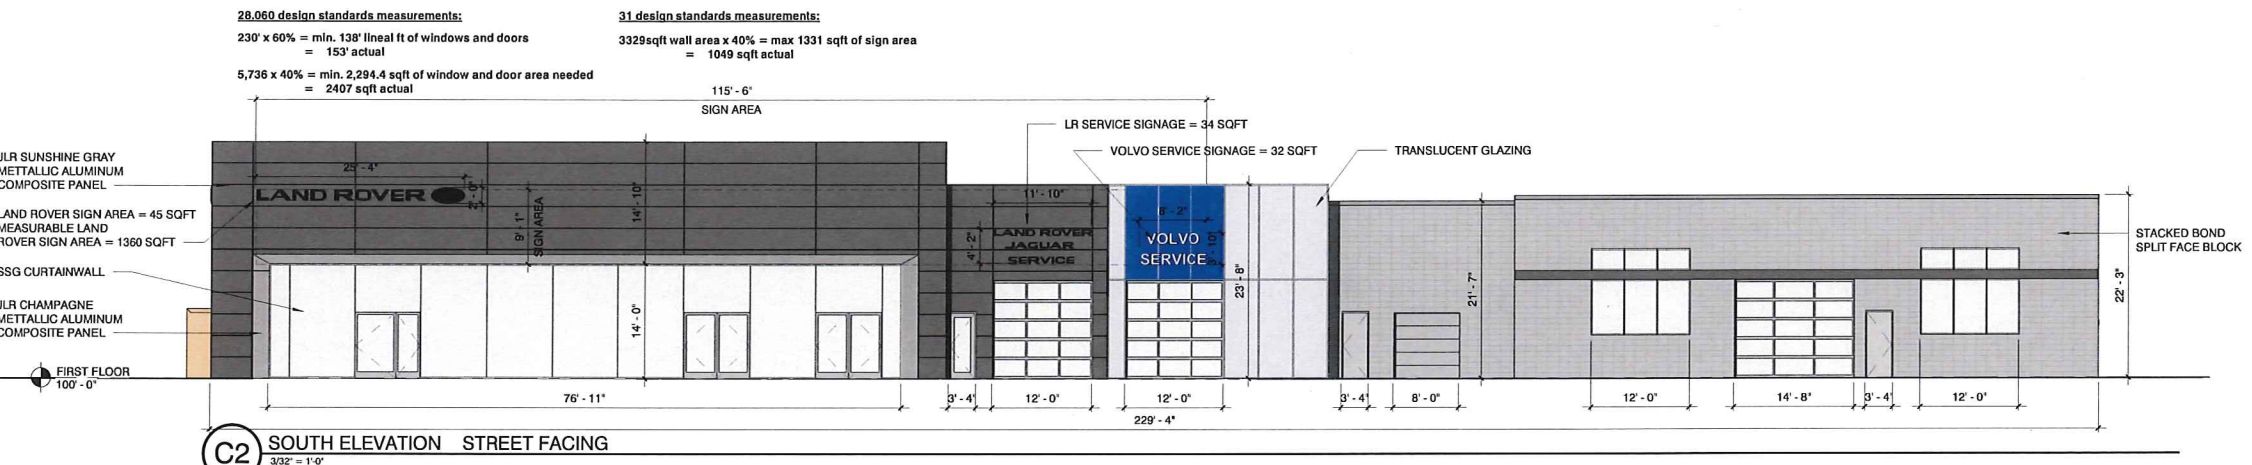 28.060 design standards measurements:
230' x 60% = min. 138' lineal ft of windows and doors
= 153' actual
5,736 x 40% = min. 2,294.4 sqft of window and door area needed
= 2407 sqft actual
31 design standards measurements:
3329sqft wall area x 40% = max 1331 sqft of sign area
= 1049 sqft actual
115' - 6"
SIGN AREA
LR SERVICE SIGNAGE = 34 SQFT
VOLVO SERVICE SIGNAGE = 32 SQFT
TRANSLUCENT GLAZING
JLR SUNSHINE GRAY
METTALLIC ALUMINUM
COMPOSITE PANEL
LAND ROVER SIGN AREA = 45 SQFT
MEASURABLE LAND
ROVER SIGN AREA = 1360 SQFT
SSG CURTAINWALL
JLR CHAMPAGNE
METTALLIC ALUMINUM
COMPOSITE PANEL
FIRST FLOOR
100' - 0"
25' - 4"
LAND ROVER
2' - 0"
9' - 1"
SIGN AREA
14' - 10"
14' - 0"
11' - 10"
4' - 2"
LAND ROVER
JAGUAR
SERVICE
8' - 2"
3' - 10"
VOLVO
SERVICE
23' - 8"
21' - 7"
22' - 3"
STACKED BOND
SPLIT FACE BLOCK
76' - 11"
3' - 4"
12' - 0"
12' - 0"
3' - 4"
8' - 0"
12' - 0"
14' - 8"
3' - 4"
12' - 0"
229' - 4"
C2
SOUTH ELEVATION STREET FACING
3/32" = 1'-0"